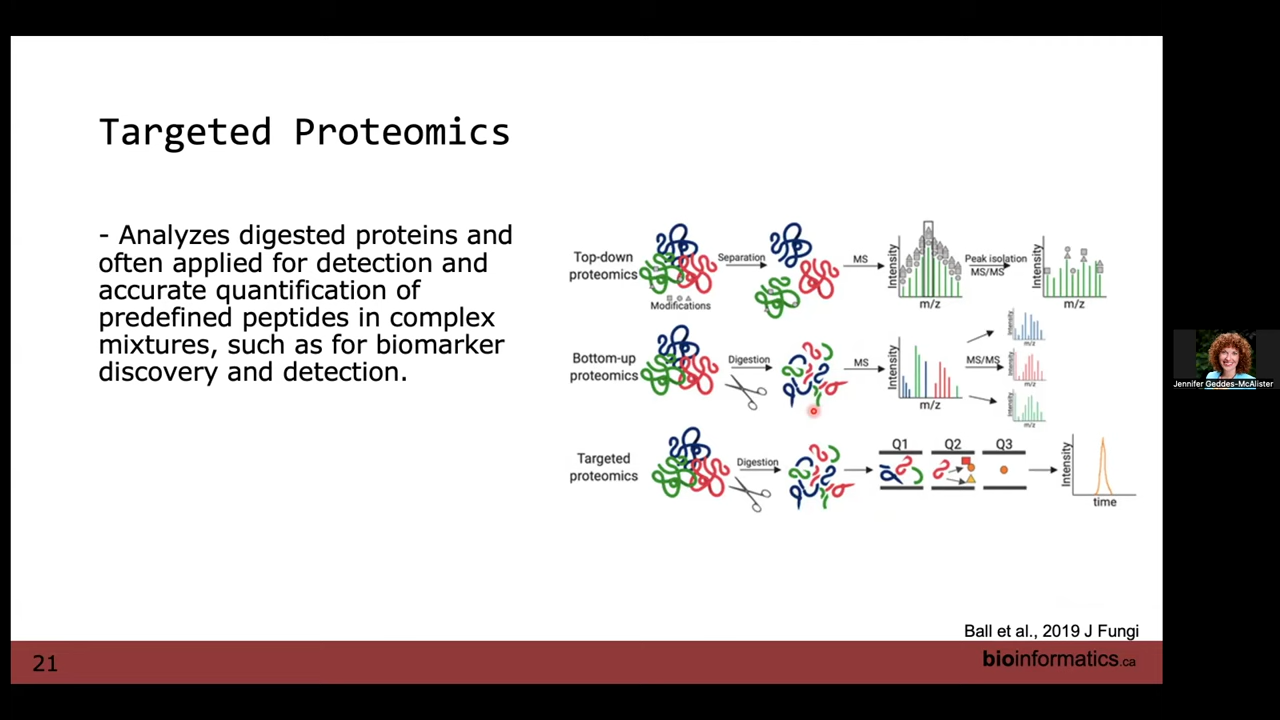 Targeted Proteomics
- Analyzes digested proteins and
often applied for detection and
accurate quantification of
predefined peptides in complex
mixtures, such as for biomarker
discovery and detection.
Top-down
proteomics
Modifications
Separation
MS
Intensity
m/z
Peak isolation
MS/MS
Intensity
m/z
Bottom-up
proteomics
Digestion
MS
Intensity
m/z
MS/MS
Intensity
m/z
Intensity
m/z
Intensity
m/z
Targeted
proteomics
Digestion
Q1
Q2
Q3
Intensity
time
Ball et al., 2019 J Fungi
21
bioinformatics.ca
Jennifer Geddes-McAlister